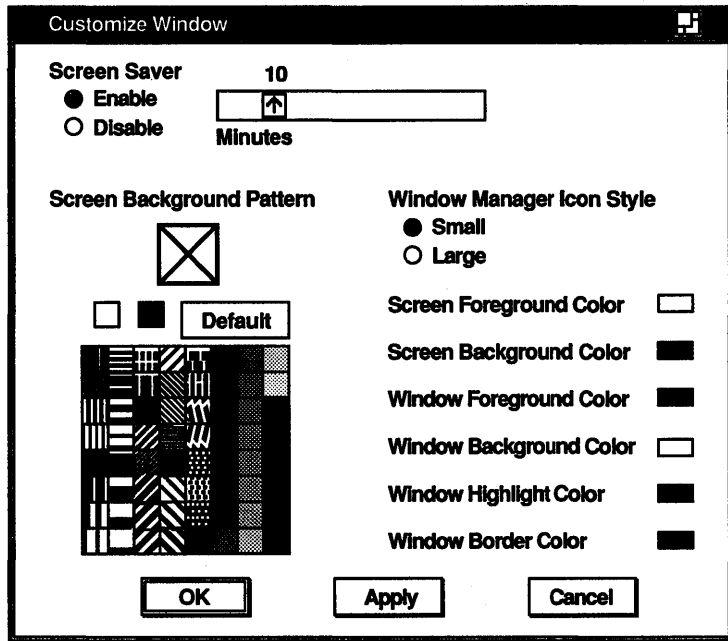 Customize Window
Screen Saver
10
Enable
Disable
Minutes
Screen Background Pattern
Window Manager Icon Style
Small
Large
Default
Screen Foreground Color
Screen Background Color
Window Foreground Color
Window Background Color
Window Highlight Color
Window Border Color
OK
Apply
Cancel